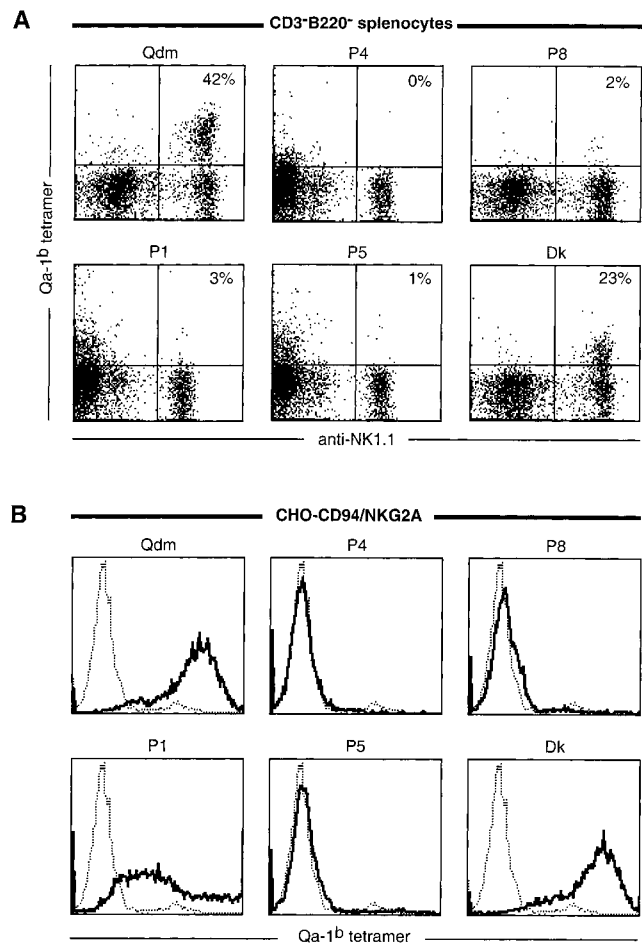 A
CD3-B220- splenocytes
Qdm P4 P8
42% 0% 2%
P1 P5 Dk
3% 1% 23%
Qa-1b tetramer
anti-NK1.1
B
CHO-CD94/NKG2A
Qdm P4 P8
P1 P5 Dk
Qa-1b tetramer